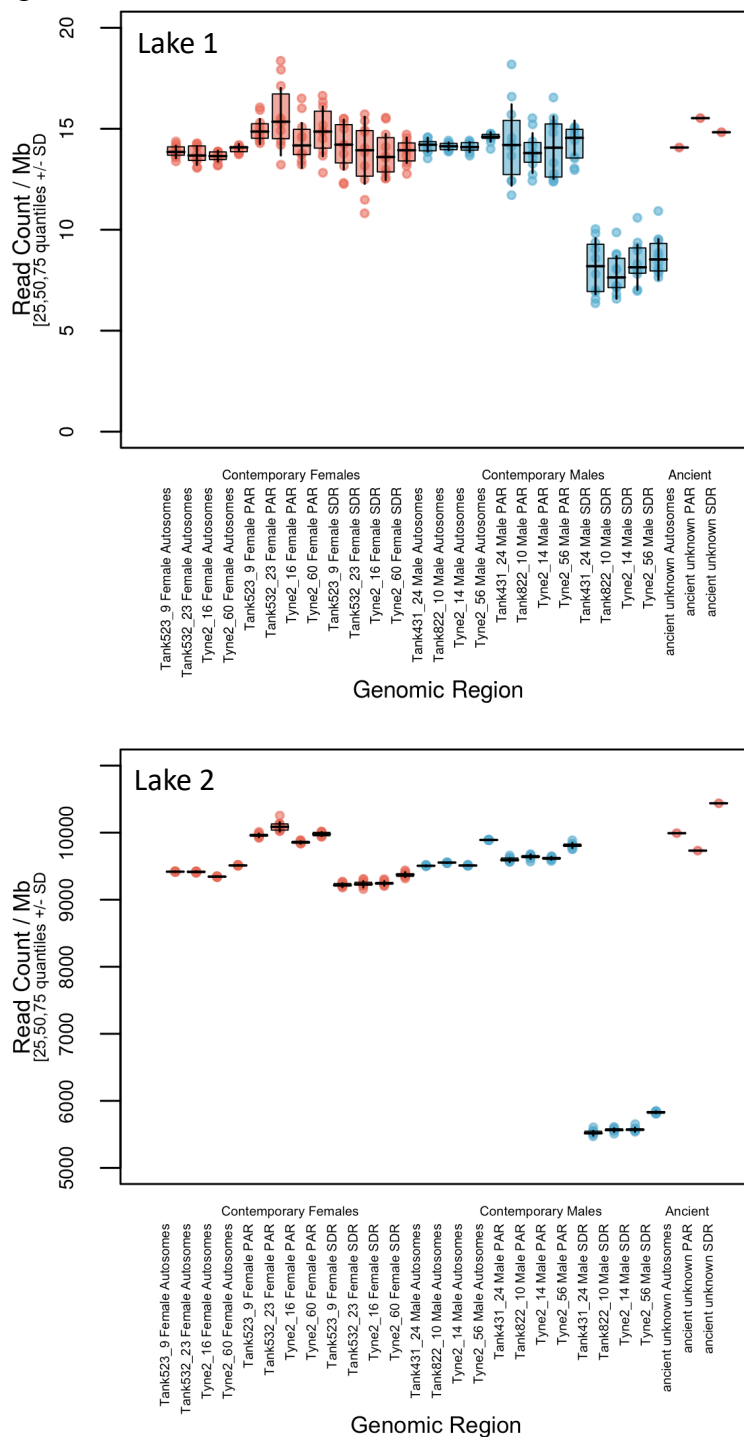 Lake 1
20
15
10
5
0
Read Count / Mb
[25,50,75 quantiles +/- SD
Contemporary Females
Contemporary Males
Ancient
Tank523_9 Female Autosomes
Tank532_23 Female Autosomes
Tyne2_16 Female Autosomes
Tyne2_60 Female Autosomes
Tank523_9 Female PAR
Tank532_23 Female PAR
Tyne2_16 Female PAR
Tyne2_60 Female PAR
Tank523_9 Female SDR
Tank532_23 Female SDR
Tyne2_16 Female SDR
Tyne2_60 Female SDR
Tank431_24 Male Autosomes
Tank822_10 Male Autosomes
Tyne2_14 Male Autosomes
Tyne2_56 Male Autosomes
Tank431_24 Male PAR
Tank822_10 Male PAR
Tyne2_14 Male PAR
Tyne2_56 Male PAR
Tank431_24 Male SDR
Tank822_10 Male SDR
Tyne2_14 Male SDR
Tyne2_56 Male SDR
ancient unknown Autosomes
ancient unknown PAR
ancient unknown SDR
Genomic Region
Lake 2
10000
9000
8000
7000
6000
5000
Read Count / Mb
[25,50,75 quantiles +/- SD
Contemporary Females
Contemporary Males
Ancient
Tank523_9 Female Autosomes
Tank532_23 Female Autosomes
Tyne2_16 Female Autosomes
Tyne2_60 Female Autosomes
Tank523_9 Female PAR
Tank532_23 Female PAR
Tyne2_16 Female PAR
Tyne2_60 Female PAR
Tank523_9 Female SDR
Tank532_23 Female SDR
Tyne2_16 Female SDR
Tyne2_60 Female SDR
Tank431_24 Male Autosomes
Tank822_10 Male Autosomes
Tyne2_14 Male Autosomes
Tyne2_56 Male Autosomes
Tank431_24 Male PAR
Tank822_10 Male PAR
Tyne2_14 Male PAR
Tyne2_56 Male PAR
Tank431_24 Male SDR
Tank822_10 Male SDR
Tyne2_14 Male SDR
Tyne2_56 Male SDR
ancient unknown Autosomes
ancient unknown PAR
ancient unknown SDR
Genomic Region